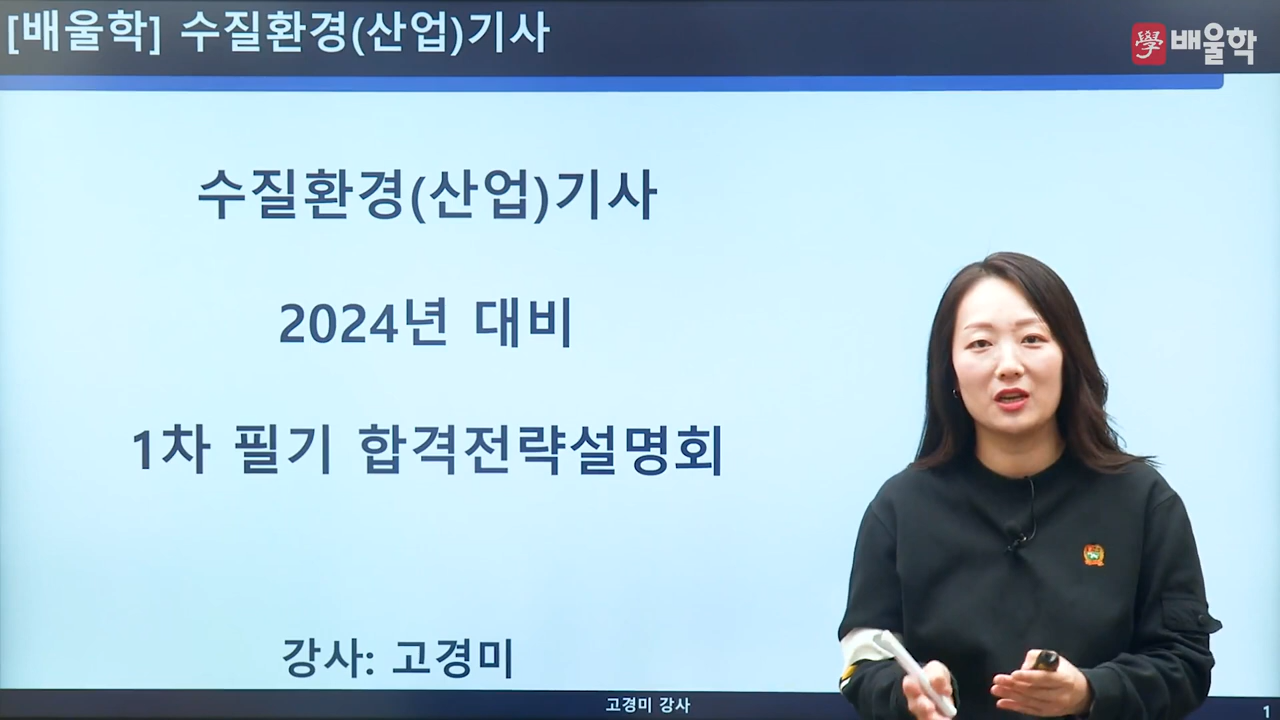 [배울학] 수질환경(산업)기사
學 배울학
수질환경(산업)기사
2024년 대비
1차 필기 합격전략설명회
강사: 고경미
고경미 강사
1